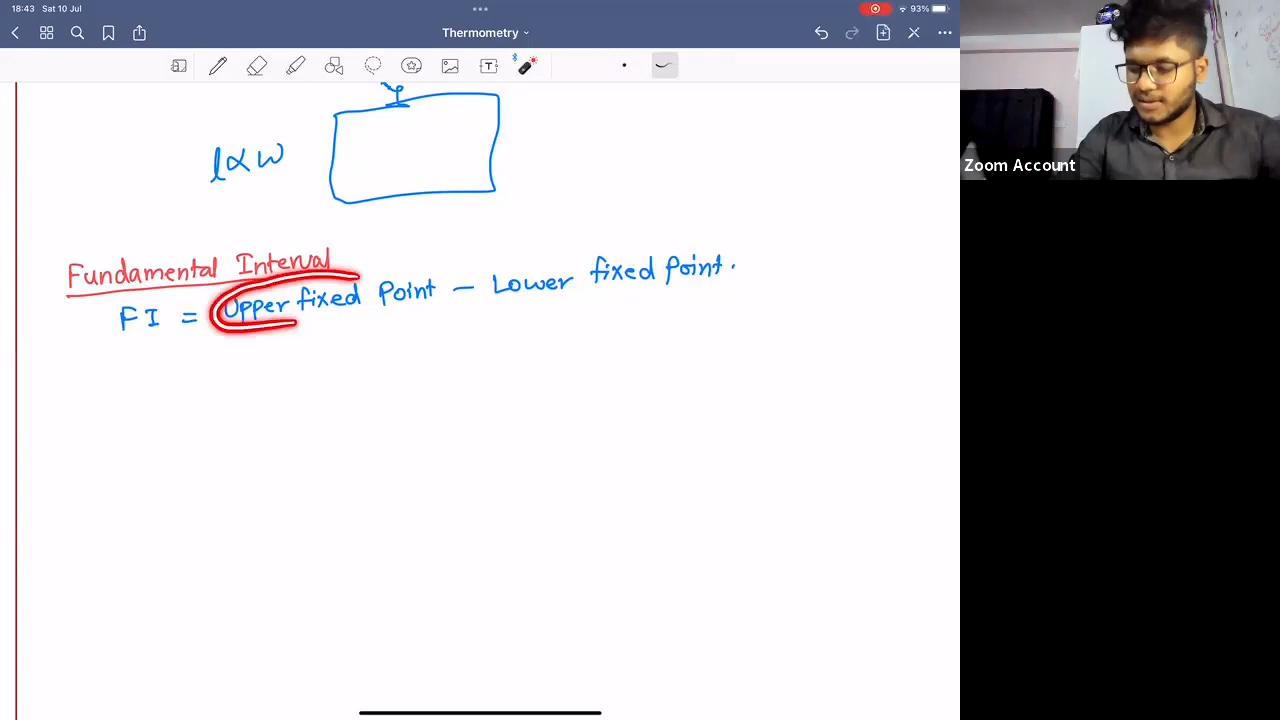 18:43 Sat 10 Jul
93%
Thermometry
T
l∝w
Zoom Account
Fundamental Interval
FI = Upper fixed Point - Lower fixed Point.